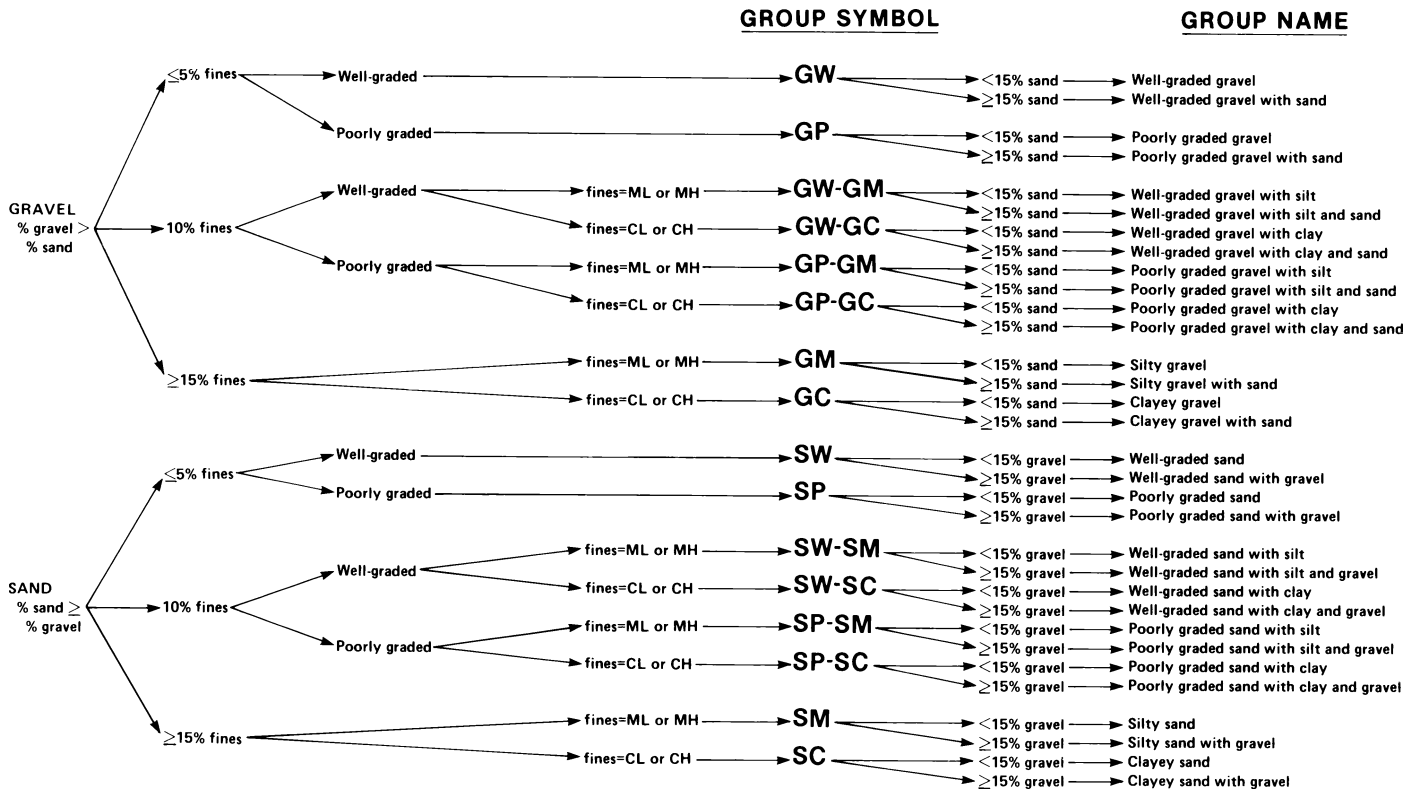 GROUP SYMBOL GROUP NAME
≤5% fines Well-graded GW <15% sand Well-graded gravel
≥15% sand Well-graded gravel with sand
Poorly graded GP <15% sand Poorly graded gravel
≥15% sand Poorly graded gravel with sand
GRAVEL
% gravel >
% sand
10% fines Well-graded fines=ML or MH GW-GM <15% sand Well-graded gravel with silt
≥15% sand Well-graded gravel with silt and sand
fines=CL or CH GW-GC <15% sand Well-graded gravel with clay
≥15% sand Well-graded gravel with clay and sand
Poorly graded fines=ML or MH GP-GM <15% sand Poorly graded gravel with silt
≥15% sand Poorly graded gravel with silt and sand
fines=CL or CH GP-GC <15% sand Poorly graded gravel with clay
≥15% sand Poorly graded gravel with clay and sand
≥15% fines fines=ML or MH GM <15% sand Silty gravel
≥15% sand Silty gravel with sand
fines=CL or CH GC <15% sand Clayey gravel
≥15% sand Clayey gravel with sand
≤5% fines Well-graded SW <15% gravel Well-graded sand
≥15% gravel Well-graded sand with gravel
Poorly graded SP <15% gravel Poorly graded sand
≥15% gravel Poorly graded sand with gravel
SAND
% sand ≥
% gravel
10% fines Well-graded fines=ML or MH SW-SM <15% gravel Well-graded sand with silt
≥15% gravel Well-graded sand with silt and gravel
fines=CL or CH SW-SC <15% gravel Well-graded sand with clay
≥15% gravel Well-graded sand with clay and gravel
Poorly graded fines=ML or MH SP-SM <15% gravel Poorly graded sand with silt
≥15% gravel Poorly graded sand with silt and gravel
fines=CL or CH SP-SC <15% gravel Poorly graded sand with clay
≥15% gravel Poorly graded sand with clay and gravel
≥15% fines fines=ML or MH SM <15% gravel Silty sand
≥15% gravel Silty sand with gravel
fines=CL or CH SC <15% gravel Clayey sand
≥15% gravel Clayey sand with gravel